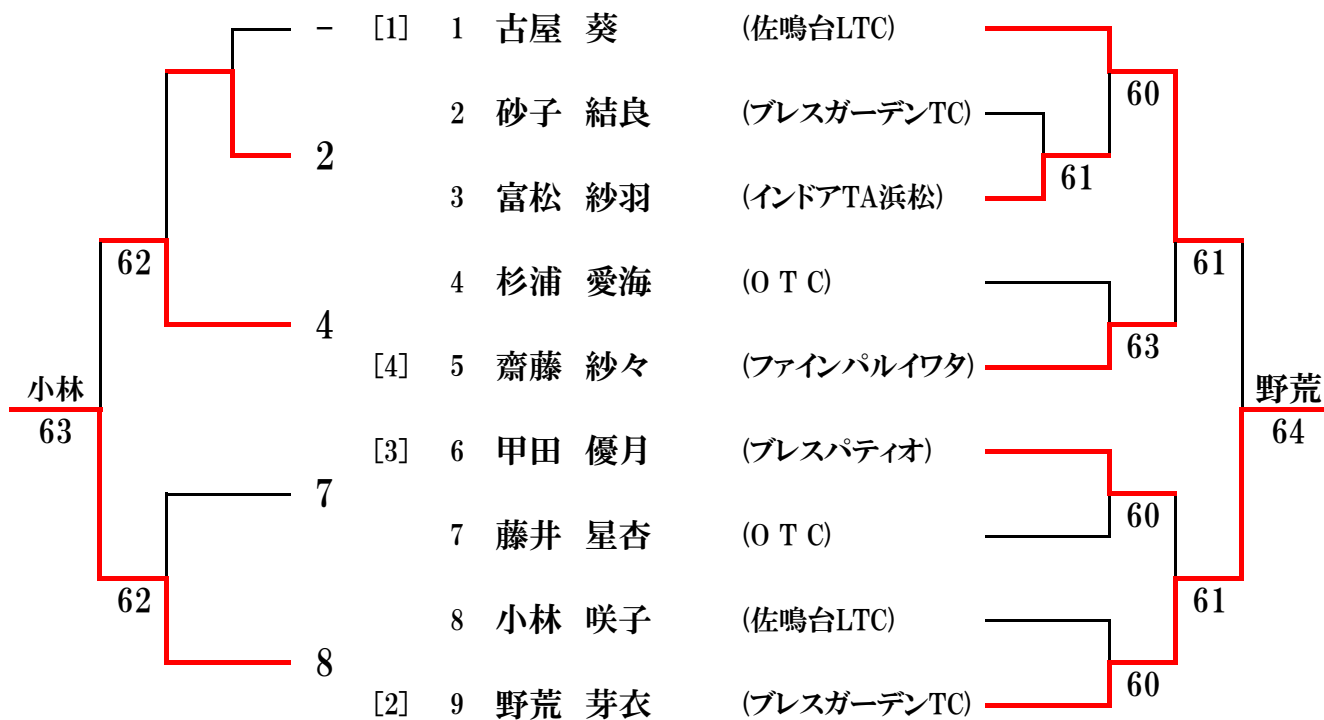 - [1] 1 古屋 葵 (佐鳴台LTC)
60
2 砂子 結良 (ブレスガーデンTC)
2
61
3 富松 紗羽 (インドアTA浜松)
62
61
4 杉浦 愛海 (O T C)
4
63
[4] 5 齋藤 紗々 (ファインパルイワタ)
小林
野荒
63
64
[3] 6 甲田 優月 (ブレスパティオ)
7
60
7 藤井 星杏 (O T C)
62
61
8 小林 咲子 (佐鳴台LTC)
8
60
[2] 9 野荒 芽衣 (ブレスガーデンTC)